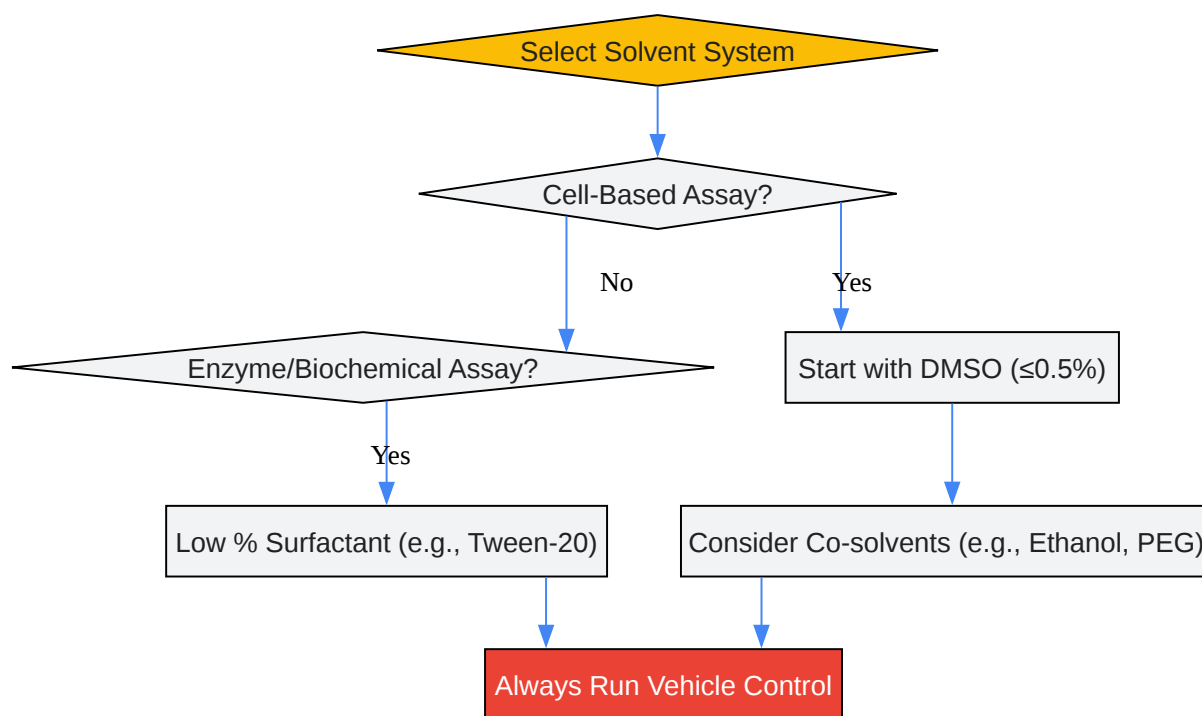 Select Solvent System
Cell-Based Assay?
No
Yes
Enzyme/Biochemical Assay?
Start with DMSO (≤0.5%)
Yes
Low % Surfactant (e.g., Tween-20)
Consider Co-solvents (e.g., Ethanol, PEG)
Always Run Vehicle Control